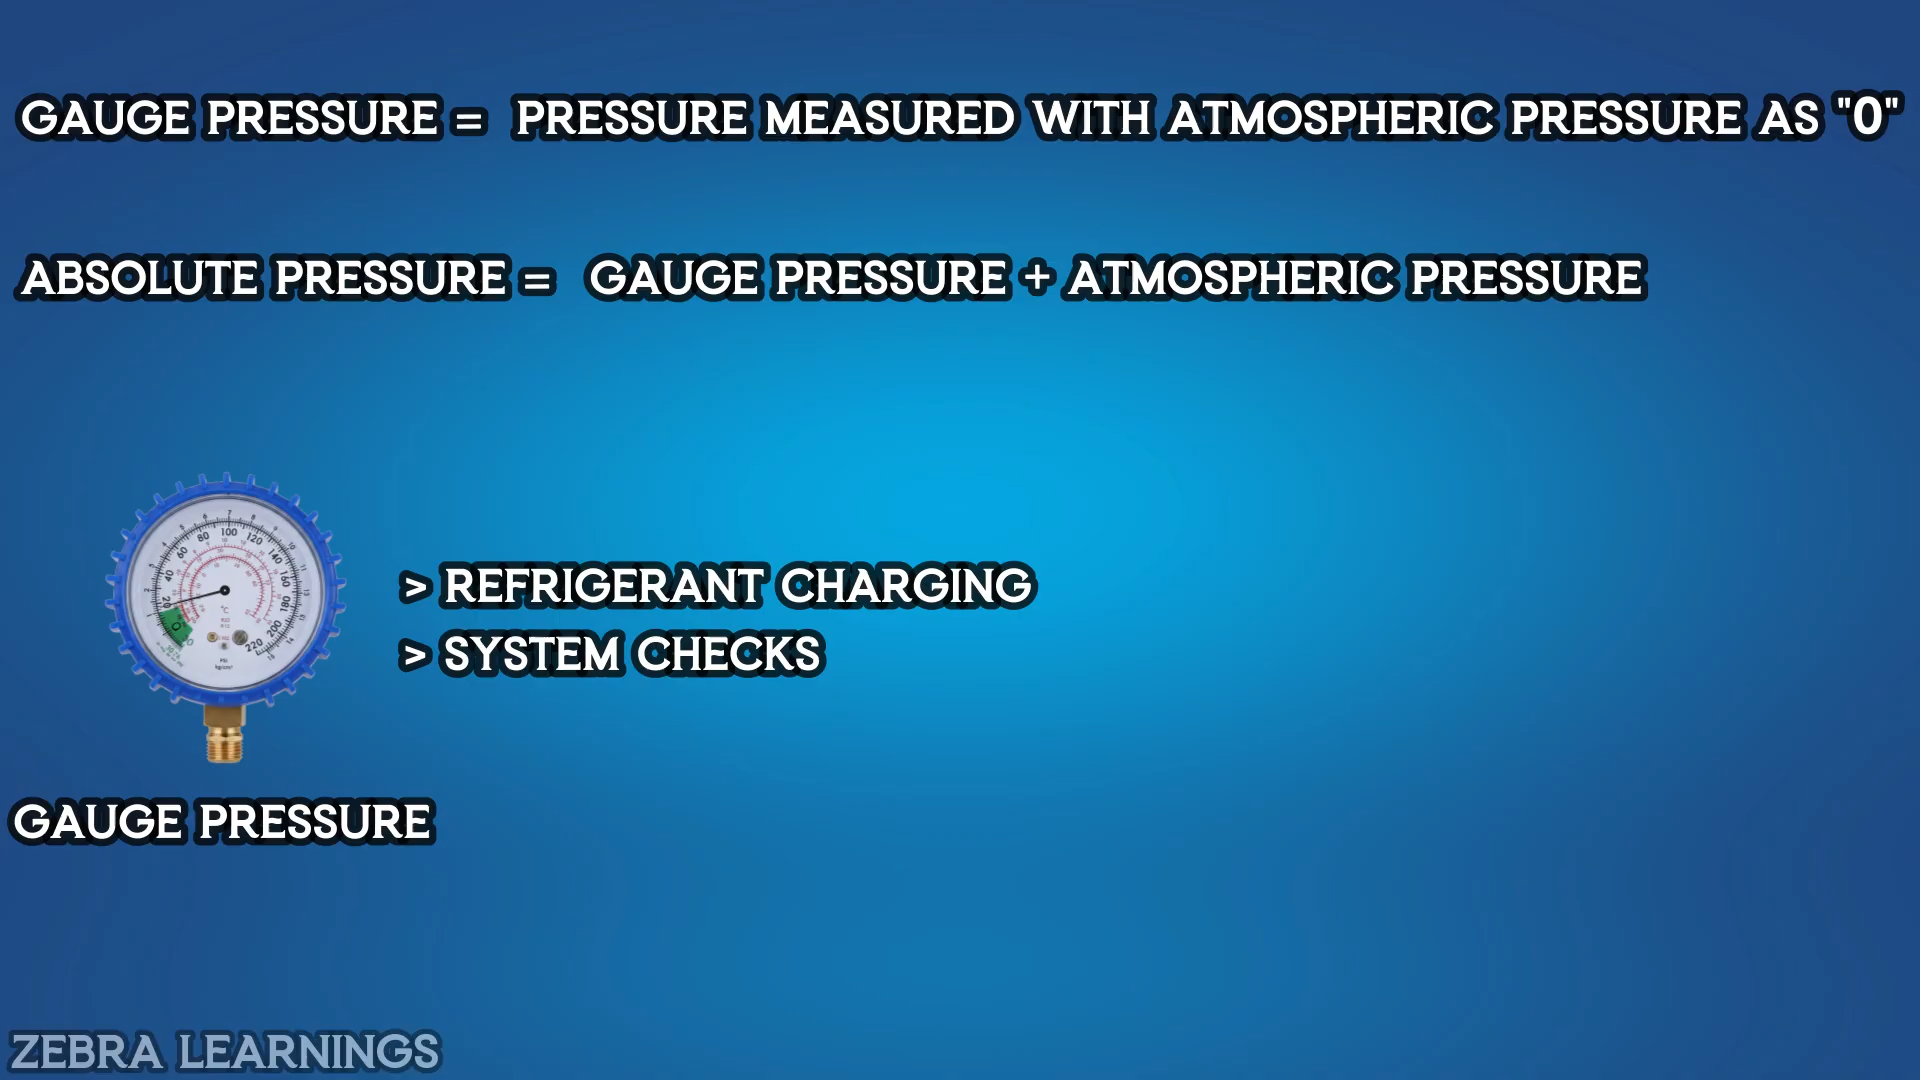 GAUGE PRESSURE = PRESSURE MEASURED WITH ATMOSPHERIC PRESSURE AS "0"
ABSOLUTE PRESSURE = GAUGE PRESSURE + ATMOSPHERIC PRESSURE
> REFRIGERANT CHARGING
> SYSTEM CHECKS
GAUGE PRESSURE
ZEBRA LEARNINGS